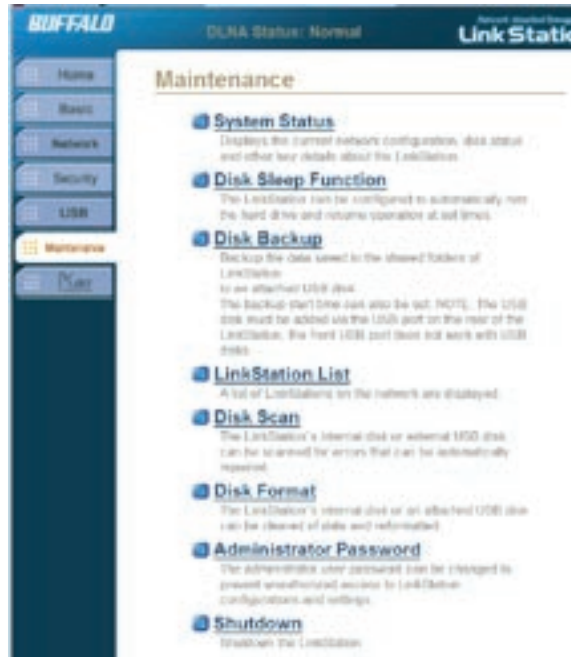 BUFFALO
DLNA Status: Normal
Network Attached Storage
Link Statio
Home
Basic
Network
Security
USB
Maintenance
Maintenance
System Status
Displays the current network configuration, disk status
and other key details about the LinkStation.
Disk Sleep Function
The LinkStation can be configured to automatically
the hard drive and resume operation at set times.
Disk Backup
Backup the data saved in the shared folders of
LinkStation
to an attached USB disk.
The backup start time can also be set. NOTE: The USB
disk must be added via the USB port on the rear of the
LinkStation, the front USB port does not work with USB
disks.
LinkStation List
A list of LinkStations on the network are displayed.
Disk Scan
The LinkStation's internal disk or external USB disk
can be scanned for errors that can be automatically
repaired.
Disk Format
The LinkStation's internal disk or an attached USB disk
can be cleared of data and reformatted.
Administrator Password
The administrator user password can be changed to
prevent unauthorized access to LinkStation
configurations and settings.
Shutdown
Shutdown the LinkStation